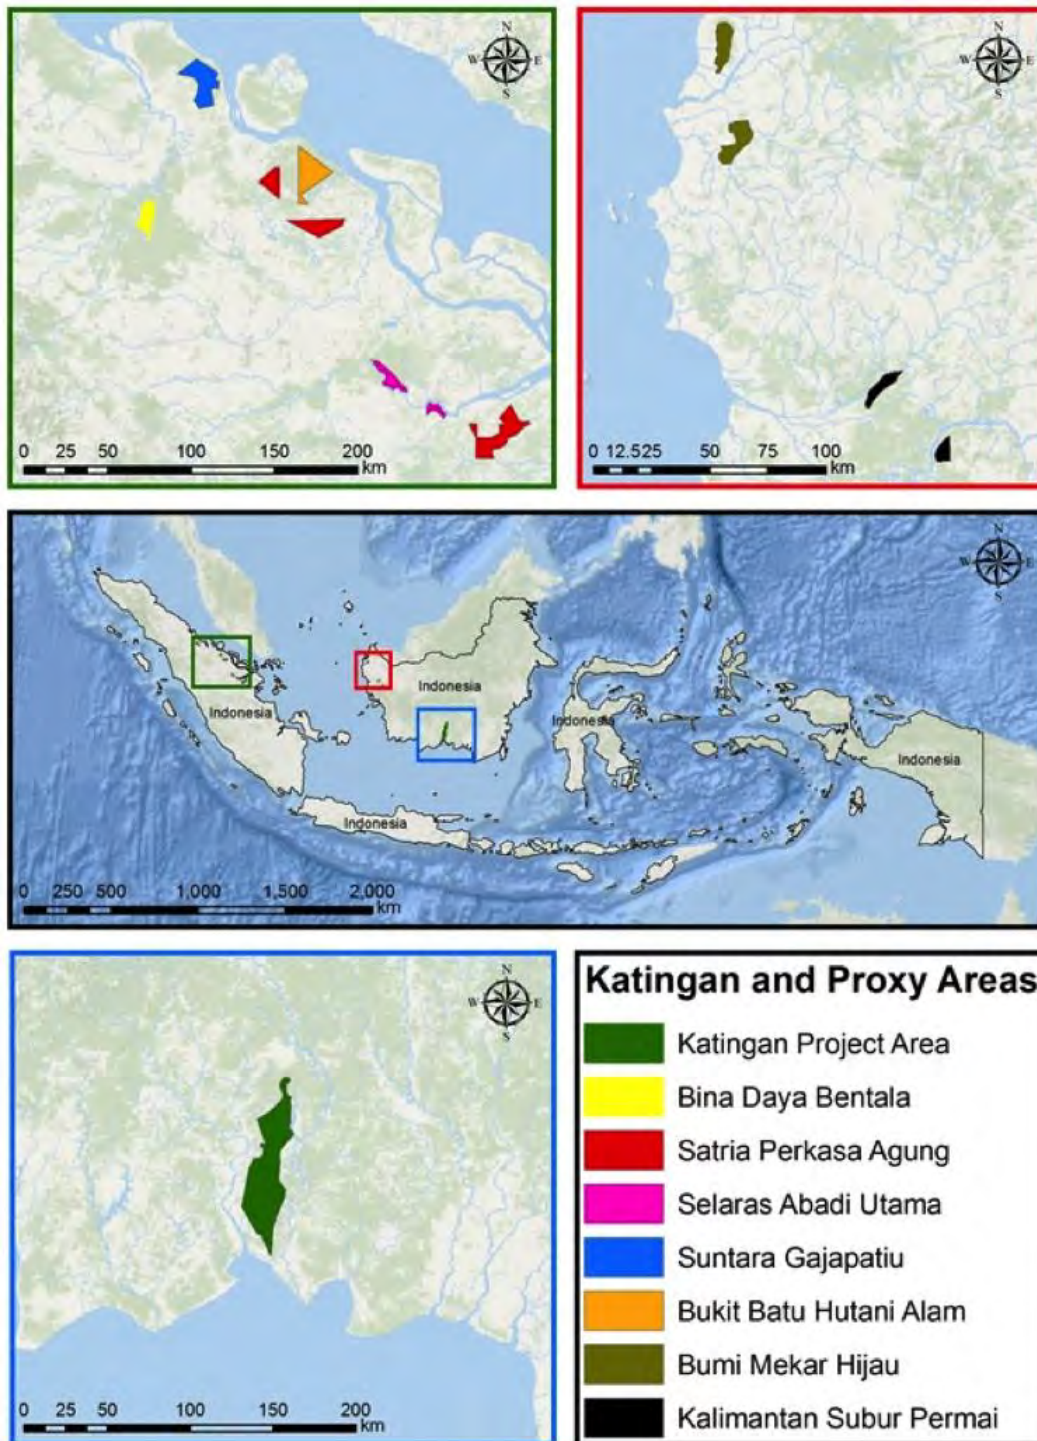 N
W E
S
0 25 50 100 150 200
km
N
W E
S
0 12.525 50 75 100
km
N
W E
S
Indonesia
Indonesia
Indonesia
Indonesia
Indonesia
0 250 500 1,000 1,500 2,000
km
N
W E
S
0 25 50 100 150 200
km
Katingan and Proxy Areas
Katingan Project Area
Bina Daya Bentala
Satria Perkasa Agung
Selaras Abadi Utama
Suntara Gajapatiu
Bukit Batu Hutani Alam
Bumi Mekar Hijau
Kalimantan Subur Permai